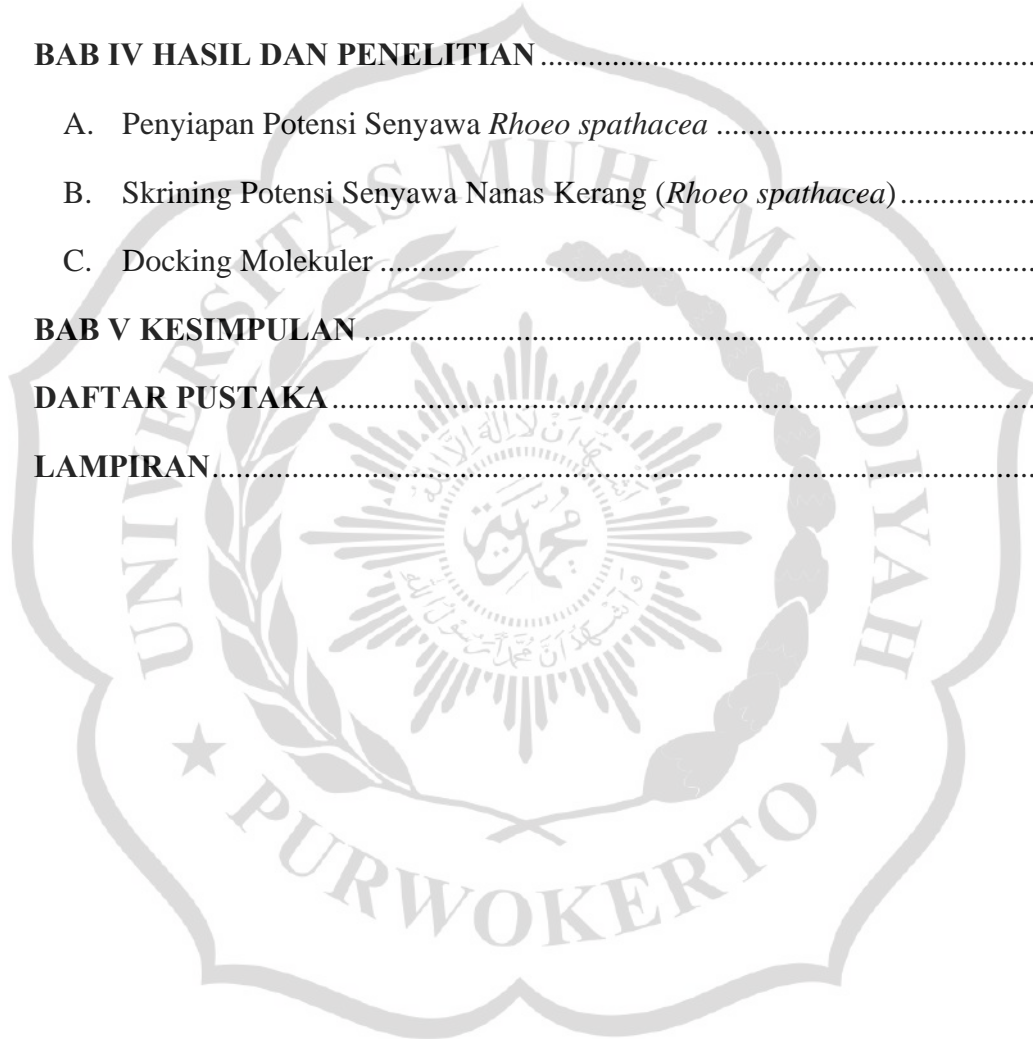 BAB IV HASIL DAN PENELITIAN ........................................................
A. Penyiapan Potensi Senyawa Rhoeo spathacea ....................................
B. Skrining Potensi Senyawa Nanas Kerang (Rhoeo spathacea) ...............
C. Docking Molekuler ..............................................................................
BAB V KESIMPULAN ................................................................................
DAFTAR PUSTAKA ....................................................................................
LAMPIRAN ..................................................................................................
UNIVERSITAS MUHAMMADIYAH
PURWOKERTO